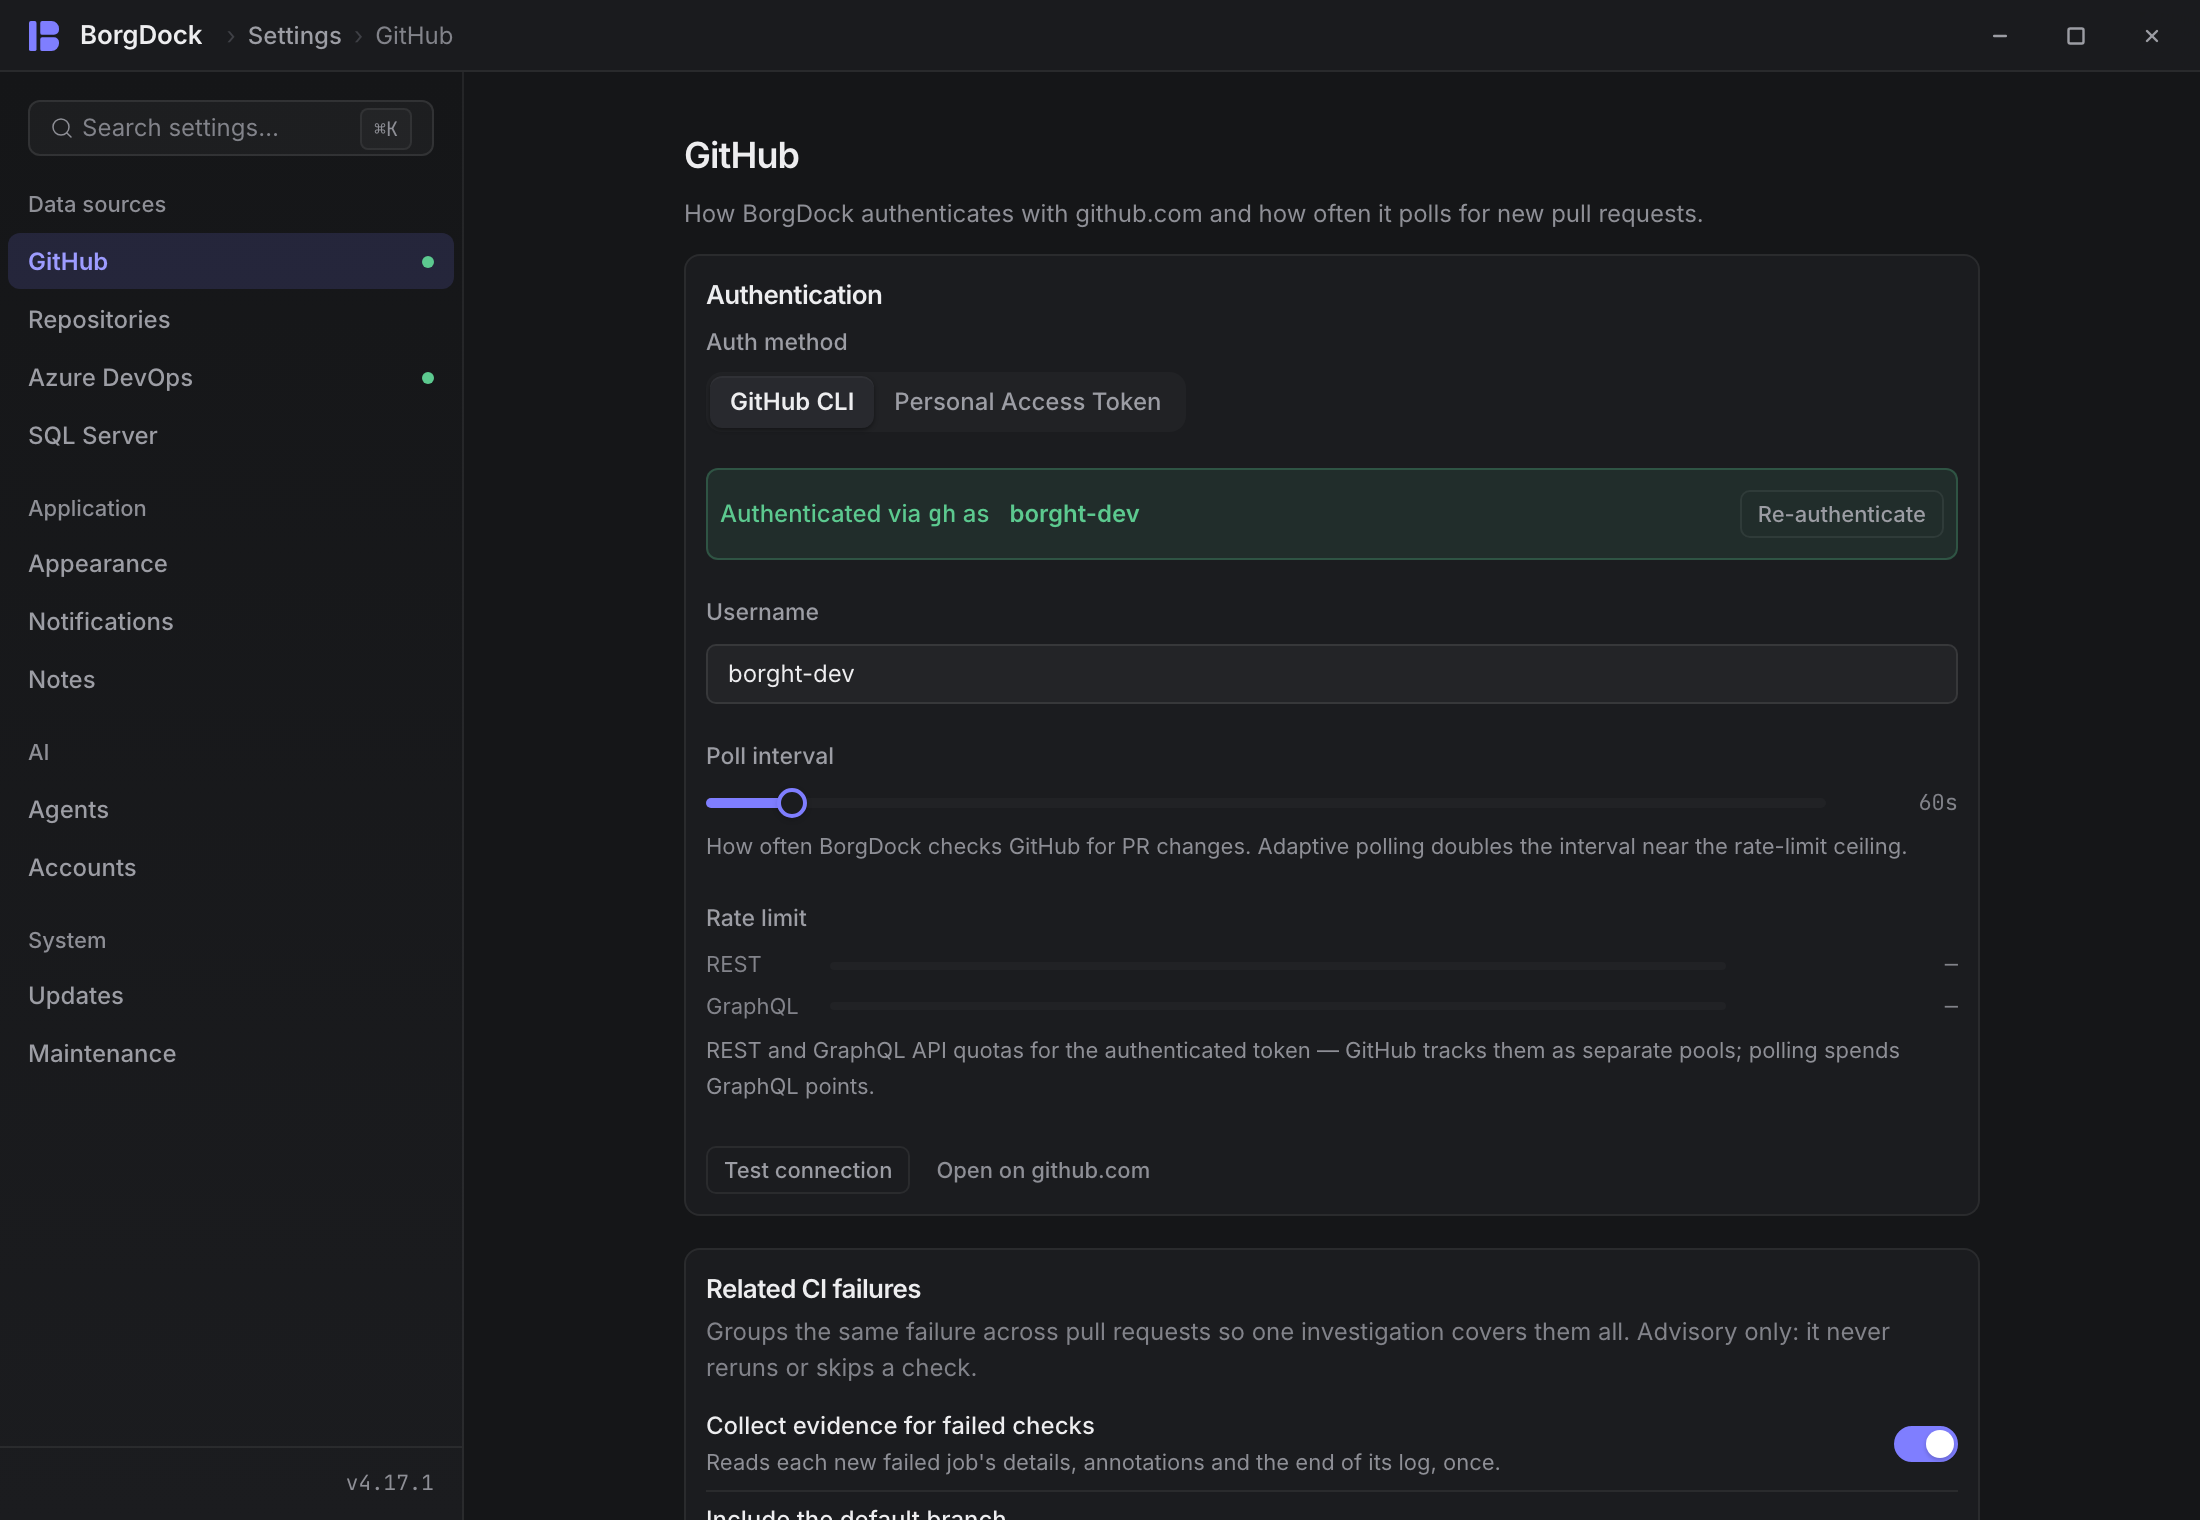 BorgDock › Settings › GitHub
Search settings... ⌘K
Data sources
GitHub
Repositories
Azure DevOps
SQL Server
Application
Appearance
Notifications
Notes
AI
Agents
Accounts
System
Updates
Maintenance
v4.17.1
GitHub
How BorgDock authenticates with github.com and how often it polls for new pull requests.
Authentication
Auth method
GitHub CLI Personal Access Token
Authenticated via gh as borght-dev Re-authenticate
Username
borght-dev
Poll interval
60s
How often BorgDock checks GitHub for PR changes. Adaptive polling doubles the interval near the rate-limit ceiling.
Rate limit
REST —
GraphQL —
REST and GraphQL API quotas for the authenticated token — GitHub tracks them as separate pools; polling spends
GraphQL points.
Test connection Open on github.com
Related CI failures
Groups the same failure across pull requests so one investigation covers them all. Advisory only: it never
reruns or skips a check.
Collect evidence for failed checks
Reads each new failed job's details, annotations and the end of its log, once.
Include the default branch